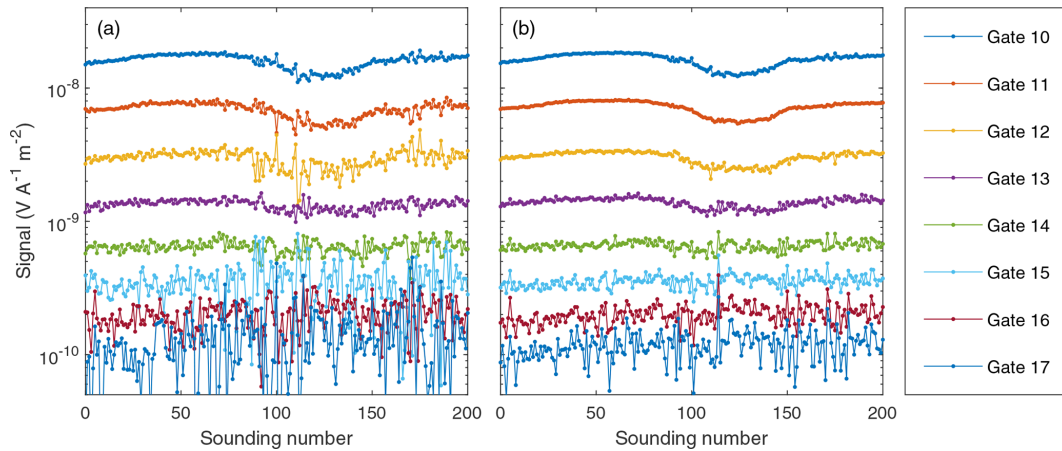 (a)
(b)
Signal (V A⁻¹ m⁻²)
10⁻⁸
10⁻⁹
10⁻¹⁰
0 50 100 150 200
0 50 100 150 200
Sounding number
Sounding number
Gate 10
Gate 11
Gate 12
Gate 13
Gate 14
Gate 15
Gate 16
Gate 17